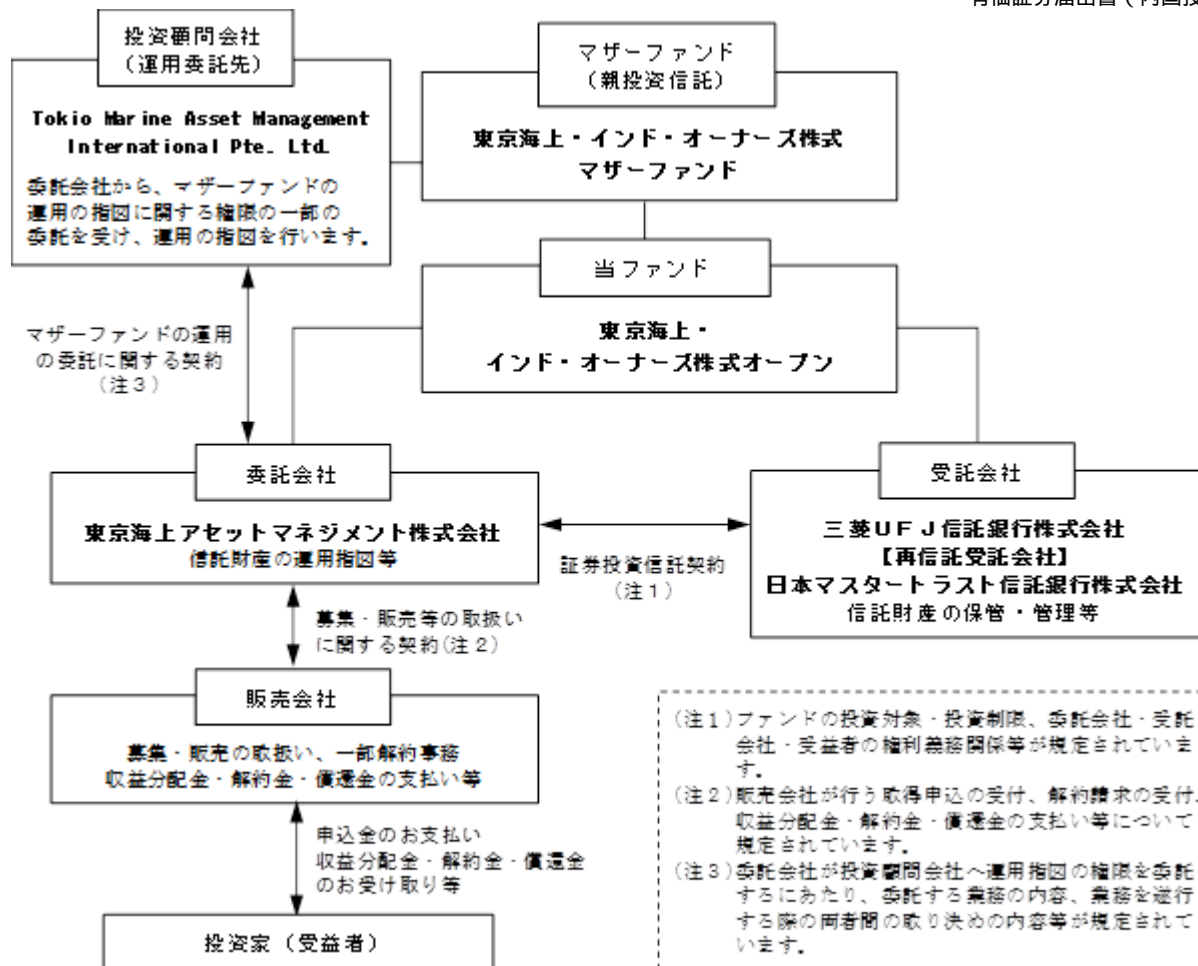 有価証券届出書（内国投
投資顧問会社
（運用委託先）
Tokio Marine Asset Management
International Pte. Ltd.
委託会社から、マザーファンドの
運用の指図に関する権限の一部の
委託を受け、運用の指図を行います。
マザーファンド
（親投資信託）
東京海上・インド・オーナーズ株式
マザーファンド
当ファンド
東京海上・
インド・オーナーズ株式オープン
マザーファンドの運用
の委託に関する契約
（注３）
委託会社
東京海上アセットマネジメント株式会社
信託財産の運用指図等
証券投資信託契約
（注１）
受託会社
三菱ＵＦＪ信託銀行株式会社
【再信託受託会社】
日本マスタートラスト信託銀行株式会社
信託財産の保管・管理等
募集・販売等の取扱い
に関する契約(注２)
販売会社
募集・販売の取扱い、一部解約事務
収益分配金・解約金・償還金の支払い等
申込金のお支払い
収益分配金・解約金・償還金
のお受け取り等
投資家（受益者）
(注１)ファンドの投資対象・投資制限、委託会社・受託
会社・受益者の権利義務関係等が規定されていま
す。
(注２)販売会社が行う取得申込の受付、解約請求の受付、
収益分配金・解約金・償還金の支払い等について
規定されています。
(注３)委託会社が投資顧問会社へ運用指図の権限を委託
するにあたり、委託する業務の内容、業務を遂行
する際の両者間の取り決めの内容等が規定されて
います。